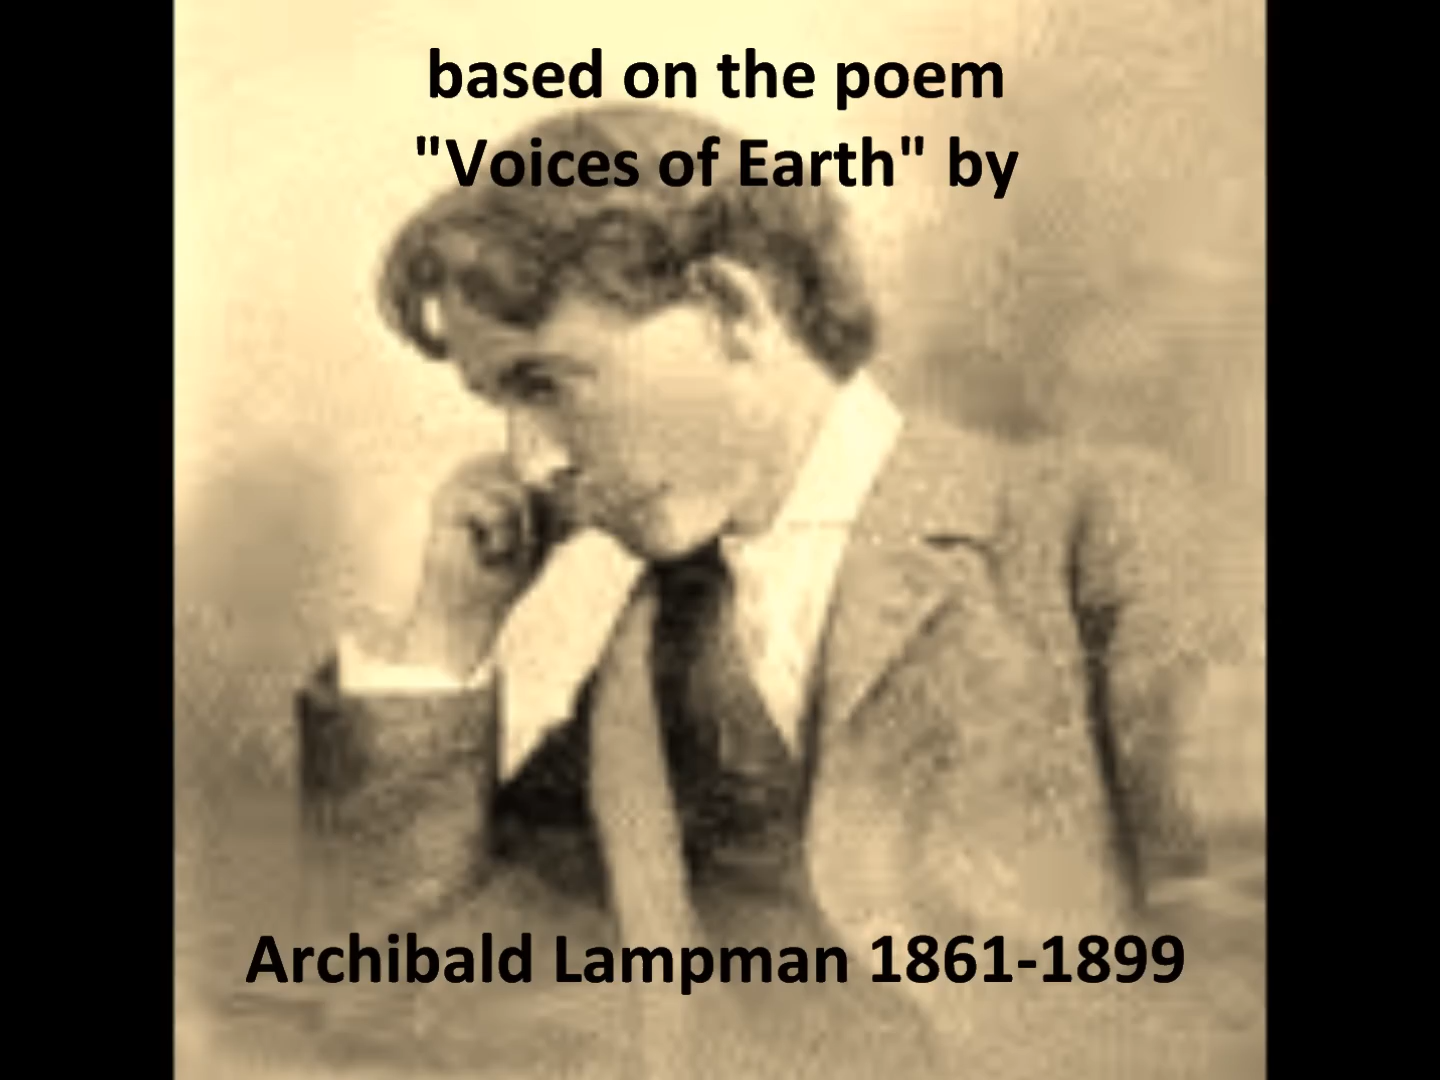 based on the poem
"Voices of Earth" by
Archibald Lampman 1861-1899